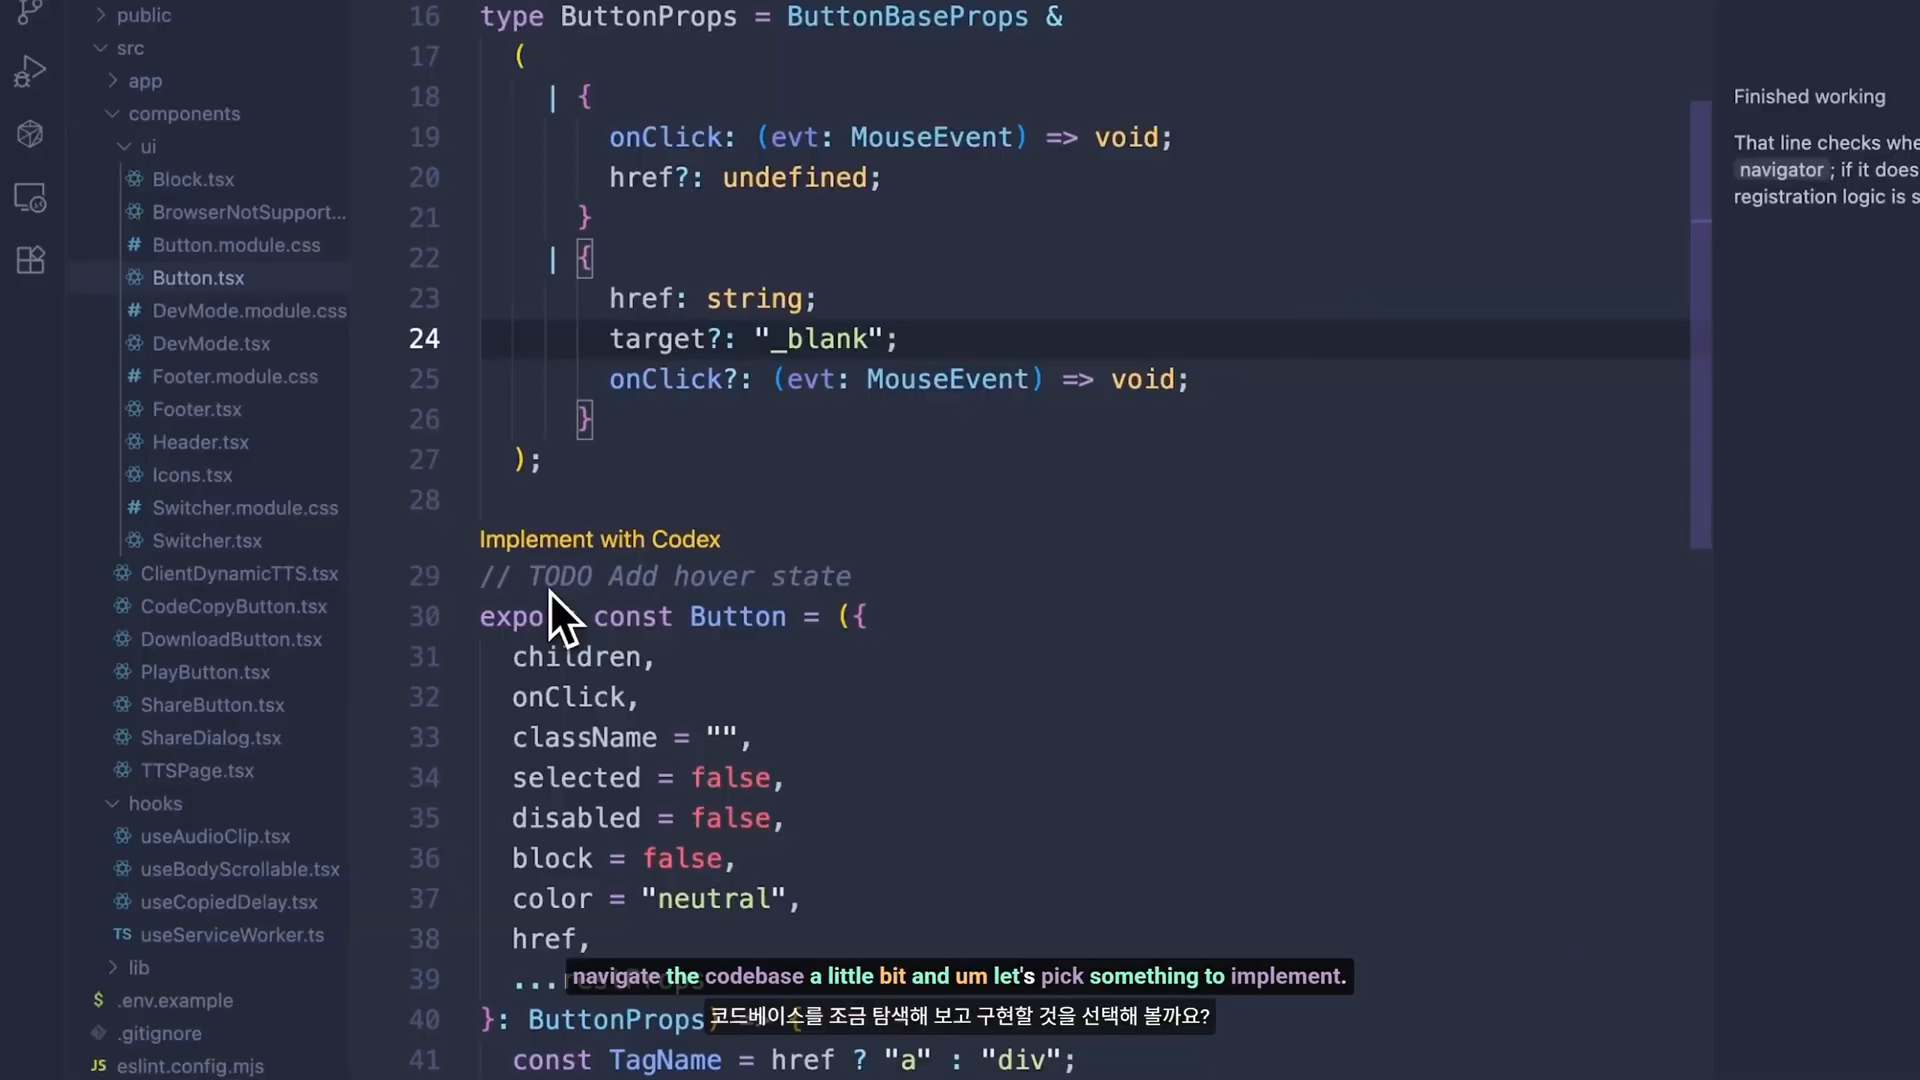 public
src
app
components
ui
Block.tsx
BrowserNotSupport...
Button.module.css
Button.tsx
DevMode.module.css
DevMode.tsx
Footer.module.css
Footer.tsx
Header.tsx
Icons.tsx
Switcher.module.css
Switcher.tsx
ClientDynamicTTS.tsx
CodeCopyButton.tsx
DownloadButton.tsx
PlayButton.tsx
ShareButton.tsx
ShareDialog.tsx
TTSPage.tsx
hooks
useAudioClip.tsx
useBodyScrollable.tsx
useCopiedDelay.tsx
TS useServiceWorker.ts
lib
$ .env.example
.gitignore
JS eslint.config.mjs
16 type ButtonProps = ButtonBaseProps &
17 (
18 | {
19 onClick: (evt: MouseEvent) => void;
20 href?: undefined;
21 }
22 | {
23 href: string;
24 target?: "_blank";
25 onClick?: (evt: MouseEvent) => void;
26 }
27 );
28
Implement with Codex
29 // TODO Add hover state
30 expo const Button = ({
31 children,
32 onClick,
33 className = "",
34 selected = false,
35 disabled = false,
36 block = false,
37 color = "neutral",
38 href,
39 ...
40 }: ButtonProps
41 const TagName = href ? "a" : "div";
navigate the codebase a little bit and um let's pick something to implement.
코드베이스를 조금 탐색해 보고 구현할 것을 선택해 볼까요?
Finished working
That line checks whe
navigator ; if it does
registration logic is s